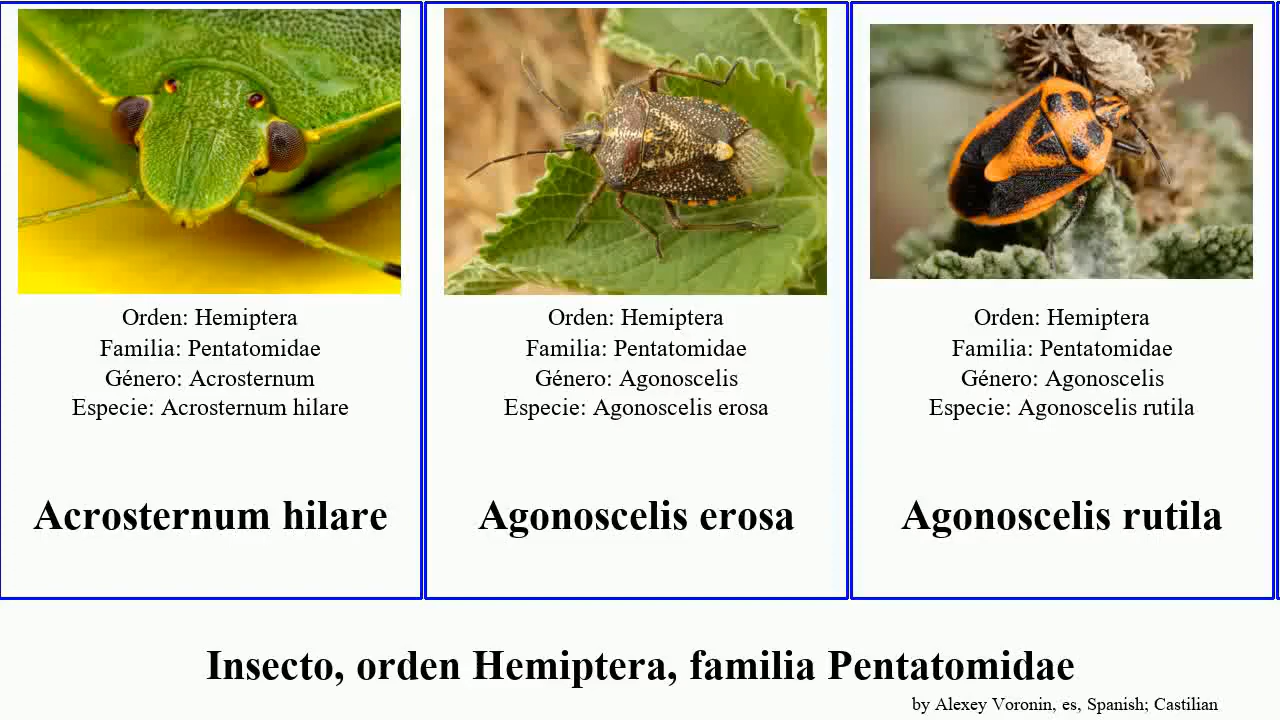 Orden: Hemiptera
Familia: Pentatomidae
Género: Acrosternum
Especie: Acrosternum hilare
Acrosternum hilare
Orden: Hemiptera
Familia: Pentatomidae
Género: Agonoscelis
Especie: Agonoscelis erosa
Agonoscelis erosa
Orden: Hemiptera
Familia: Pentatomidae
Género: Agonoscelis
Especie: Agonoscelis rutila
Agonoscelis rutila
Insecto, orden Hemiptera, familia Pentatomidae
by Alexey Voronin, es, Spanish; Castilian